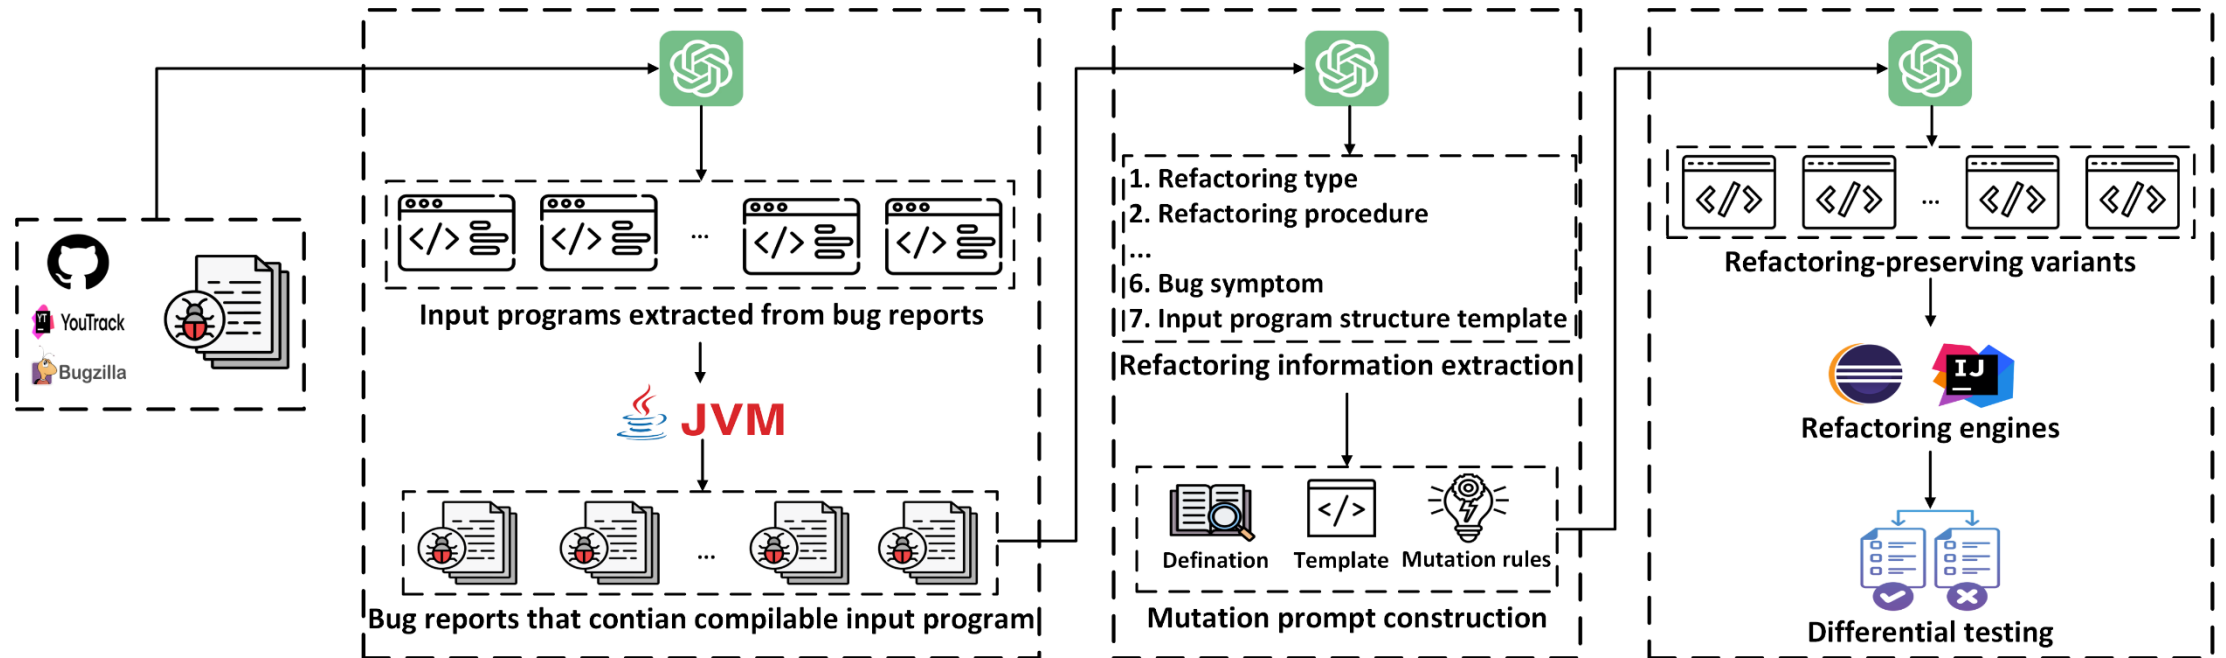 YouTrack
Bugzilla
...
Input programs extracted from bug reports
JVM
...
Bug reports that contian compilable input program
1. Refactoring type
2. Refactoring procedure
...
6. Bug symptom
7. Input program structure template
Refactoring information extraction
</>
Defination Template Mutation rules
Mutation prompt construction
...
Refactoring-preserving variants
IJ
Refactoring engines
Differential testing